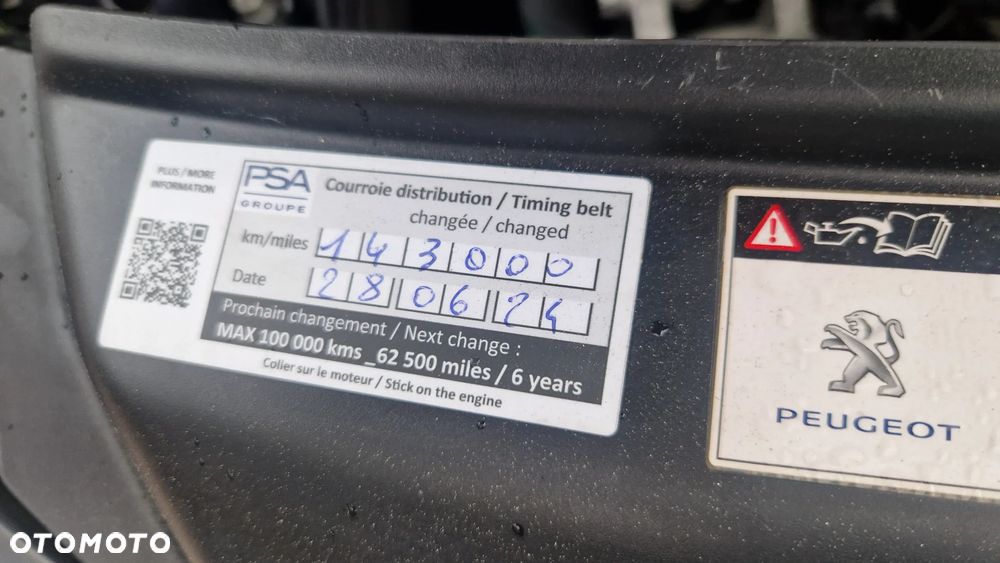 PLUS / MORE
INFORMATION
PSA
GROUPE
Courroie distribution / Timing belt
changée / changed
km/miles 143000
Date 28 06 24
Prochain changement / Next change :
MAX 100 000 kms _62 500 miles / 6 years
Coller sur le moteur / Stick on the engine
PEUGEOT
OTOMOTO